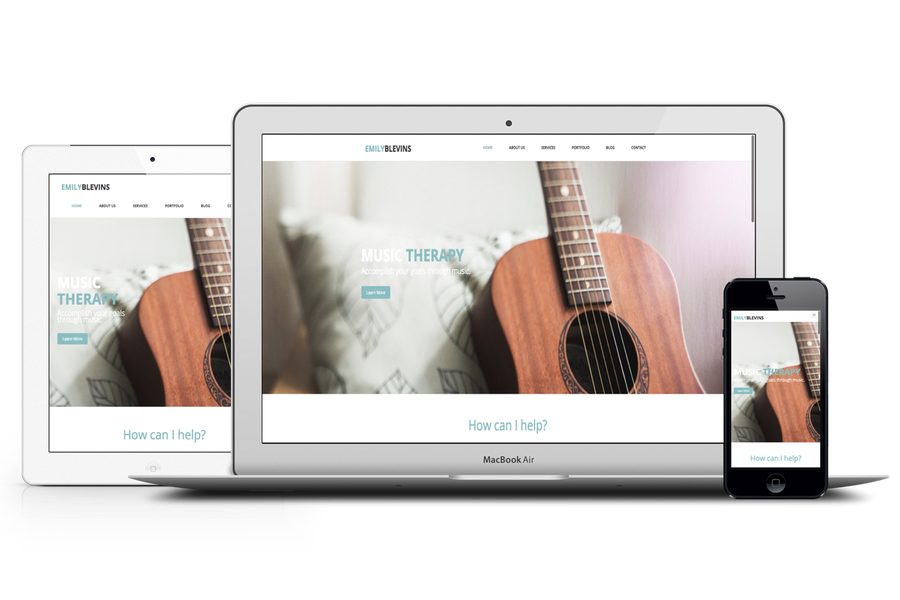 EMILYBLEVINS
HOME ABOUT US SERVICES PORTFOLIO BLOG
MUSIC
THERAPY
Accomplish your goals
through music.
Learn More
How can I help?
EMILYBLEVINS
HOME ABOUT US SERVICES PORTFOLIO BLOG CONTACT
MUSIC THERAPY
Accomplish your goals through music.
Learn More
How can I help?
MacBook Air
EMILYBLEVINS
MUSIC THERAPY
Accomplish your goals through music.
How can I help?